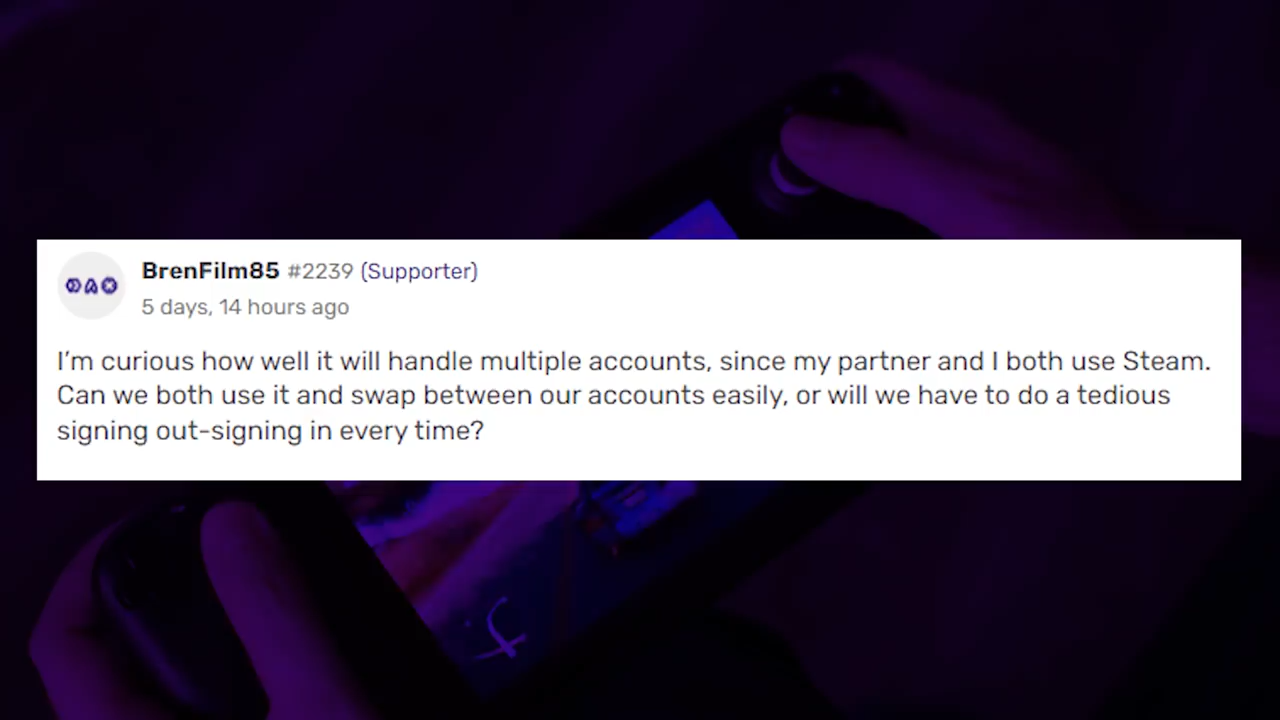 BrenFilm85 #2239 (Supporter)
5 days, 14 hours ago
I’m curious how well it will handle multiple accounts, since my partner and I both use Steam.
Can we both use it and swap between our accounts easily, or will we have to do a tedious
signing out-signing in every time?